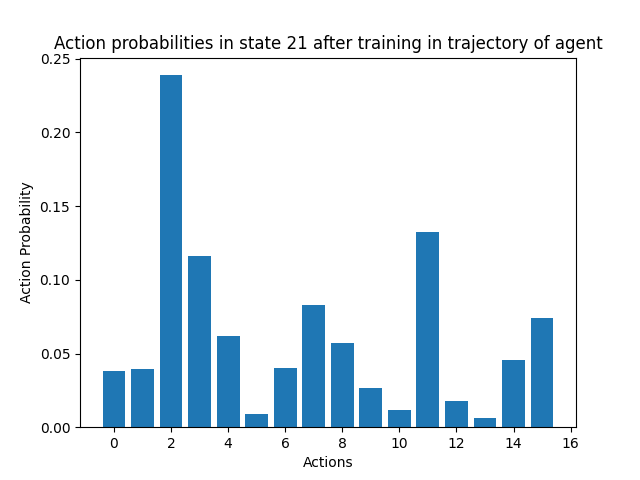 Action probabilities in state 21 after training in trajectory of agent
0.25
0.20
0.15
0.10
0.05
0.00
Action Probability
0 2 4 6 8 10 12 14 16
Actions